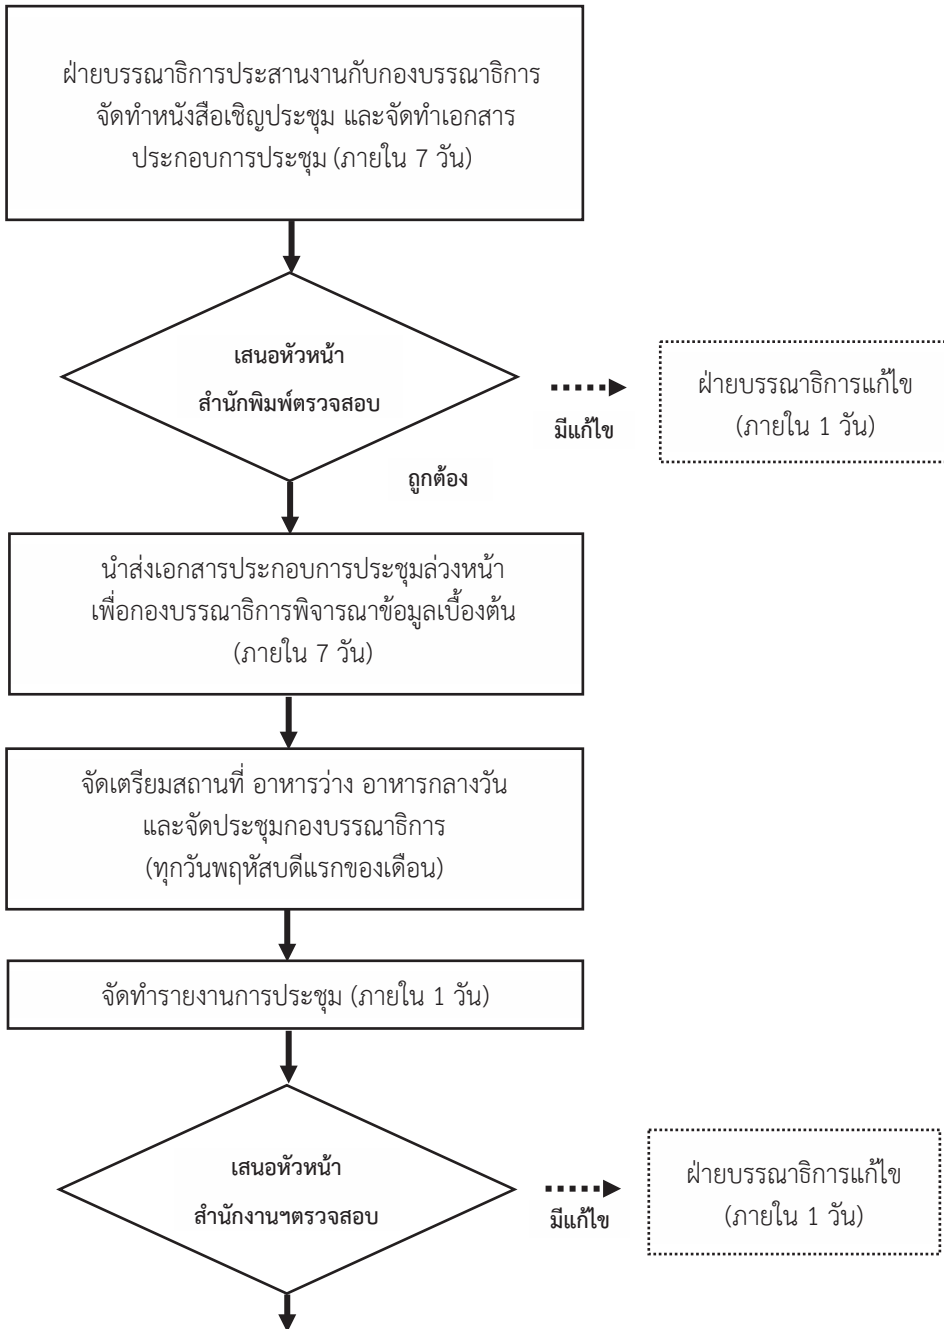 ฝ่ายบรรณาธิการประสานงานกับกองบรรณาธิการ
จัดทำหนังสือเชิญประชุม และจัดทำเอกสาร
ประกอบการประชุม (ภายใน 7 วัน)
เสนอหัวหน้า
สำนักพิมพ์ตรวจสอบ
มีแก้ไข
ฝ่ายบรรณาธิการแก้ไข
(ภายใน 1 วัน)
ถูกต้อง
นำส่งเอกสารประกอบการประชุมล่วงหน้า
เพื่อกองบรรณาธิการพิจารณาข้อมูลเบื้องต้น
(ภายใน 7 วัน)
จัดเตรียมสถานที่ อาหารว่าง อาหารกลางวัน
และจัดประชุมกองบรรณาธิการ
(ทุกวันพฤหัสบดีแรกของเดือน)
จัดทำรายงานการประชุม (ภายใน 1 วัน)
เสนอหัวหน้า
สำนักงานฯตรวจสอบ
มีแก้ไข
ฝ่ายบรรณาธิการแก้ไข
(ภายใน 1 วัน)